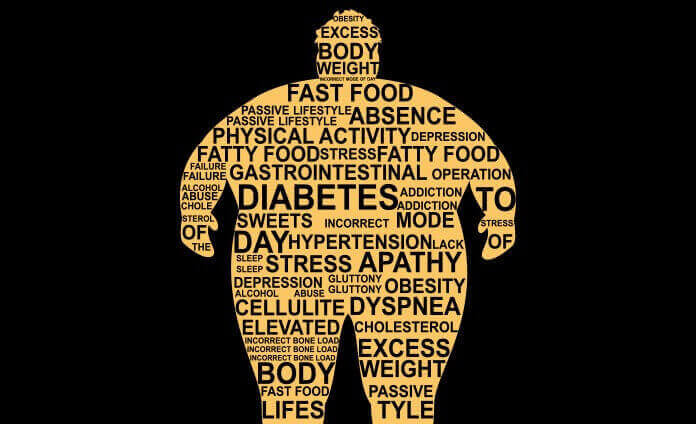 OBESITY
EXCESS
BODY
WEIGHT
INCORRECT MODE OF DAY
FAST FOOD
PASSIVE LIFESTYLE
PASSIVE LIFESTYLE
ABSENCE
PHYSICAL ACTIVITY DEPRESSION
FATTY FOOD STRESS FATTY FOOD
FAILURE
FAILURE
GASTROINTESTINAL OPERATION
ALCOHOL
ABUSE
CHOLE
STEROL
DIABETES ADDICTION
ADDICTION
TO
SWEETS INCORRECT MODE STRESS
OF
THE
DAY HYPERTENSION LACK
OF
SLEEP
SLEEP
STRESS APATHY
DEPRESSION GLUTTONY
GLUTTONY
OBESITY
ALCOHOL ABUSE
CELLULITE DYSPNEA
ELEVATED CHOLESTEROL
INCORRECT BONE LOAD
INCORRECT BONE LOAD
INCORRECT BONE LOAD
EXCESS
BODY WEIGHT
FAST FOOD PASSIVE
LIFES TYLE